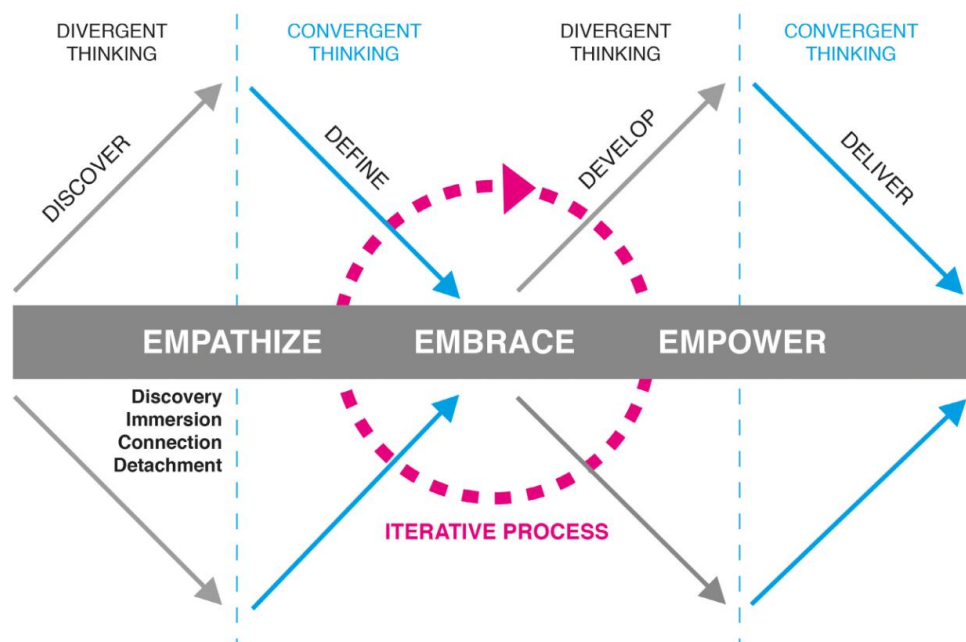 DIVERGENT
THINKING
CONVERGENT
THINKING
DIVERGENT
THINKING
CONVERGENT
THINKING
DISCOVER
DEFINE
DEVELOP
DELIVER
EMPATHIZE
EMBRACE
EMPOWER
Discovery
Immersion
Connection
Detachment
ITERATIVE PROCESS